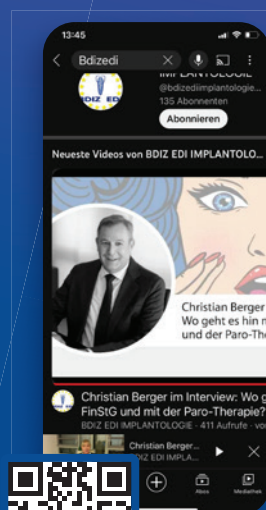 13:45
Bdizedi
IMPLANTOLOGIE
@bdizediimplantologie...
135 Abonnenten
BDIZ EDI
Abonnieren
Neueste Videos von BDIZ EDI IMPLANTOLO...
Christian Berger
Wo geht es hin m
und der Paro-The
Christian Berger im Interview: Wo g
FinStG und mit der Paro-Therapie?
BDIZ EDI IMPLANTOLOGIE · 411 Aufrufe · vor
Christian Berger...
BDIZ EDI IMPLA...
Abos
Mediathek